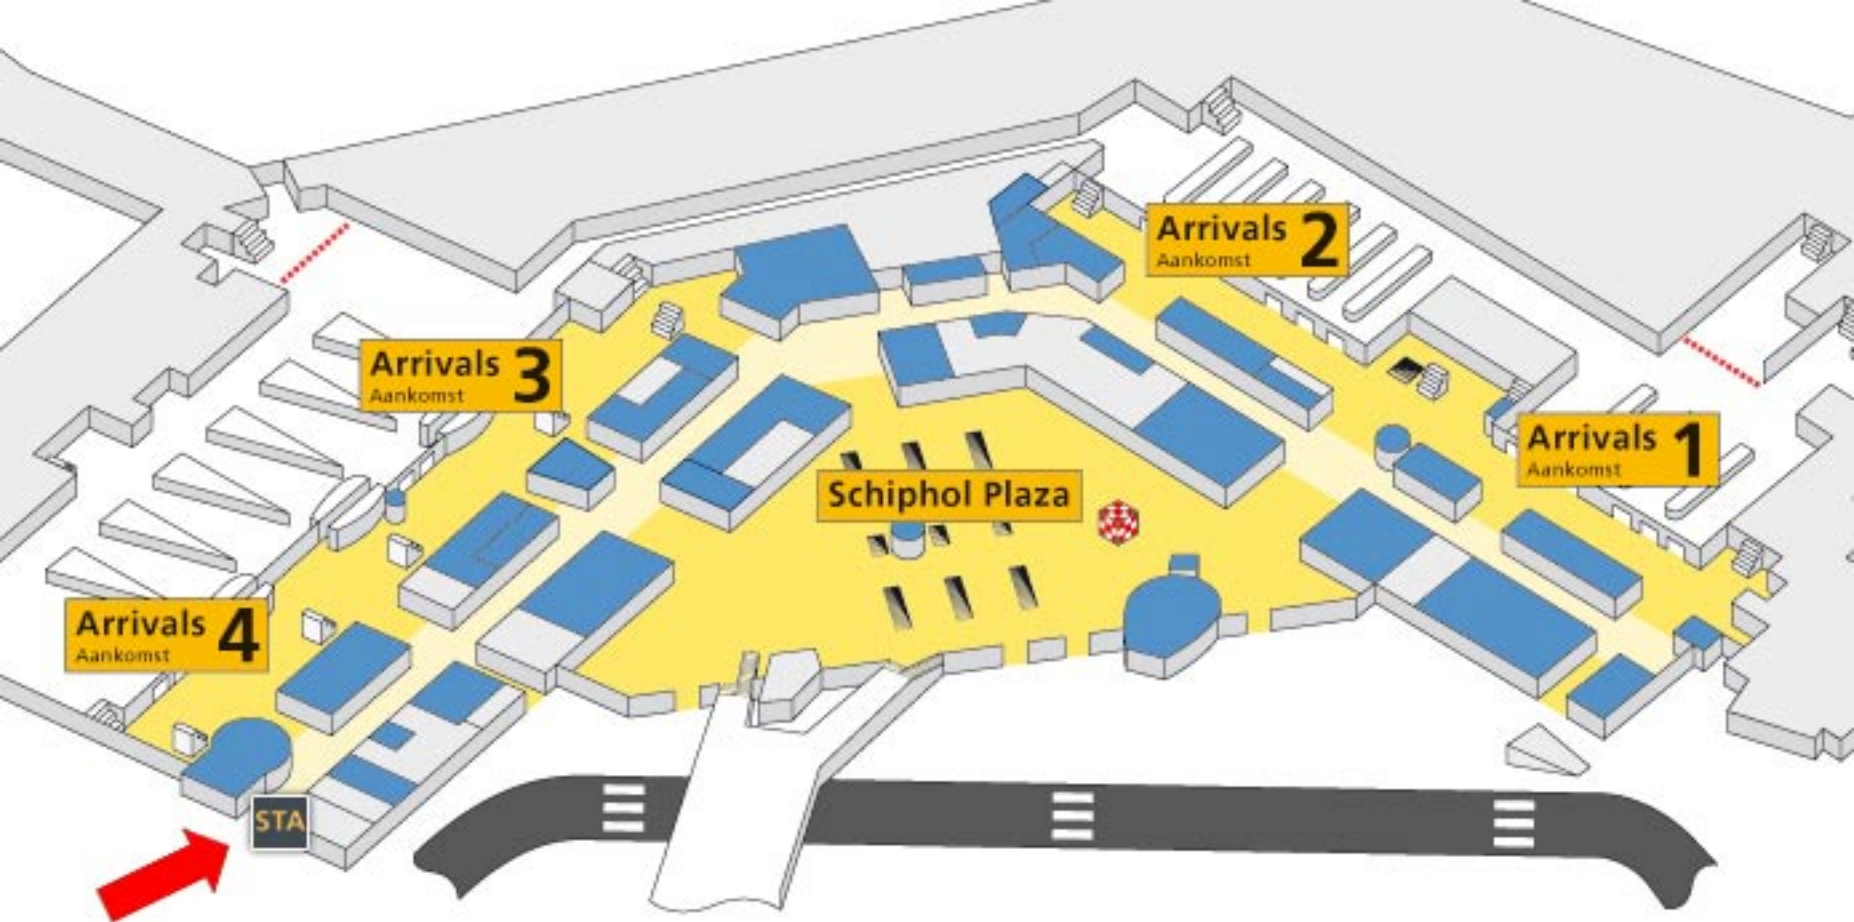 Arrivals 2
Aankomst
Arrivals 3
Aankomst
Arrivals 1
Aankomst
Schiphol Plaza
Arrivals 4
Aankomst
STA